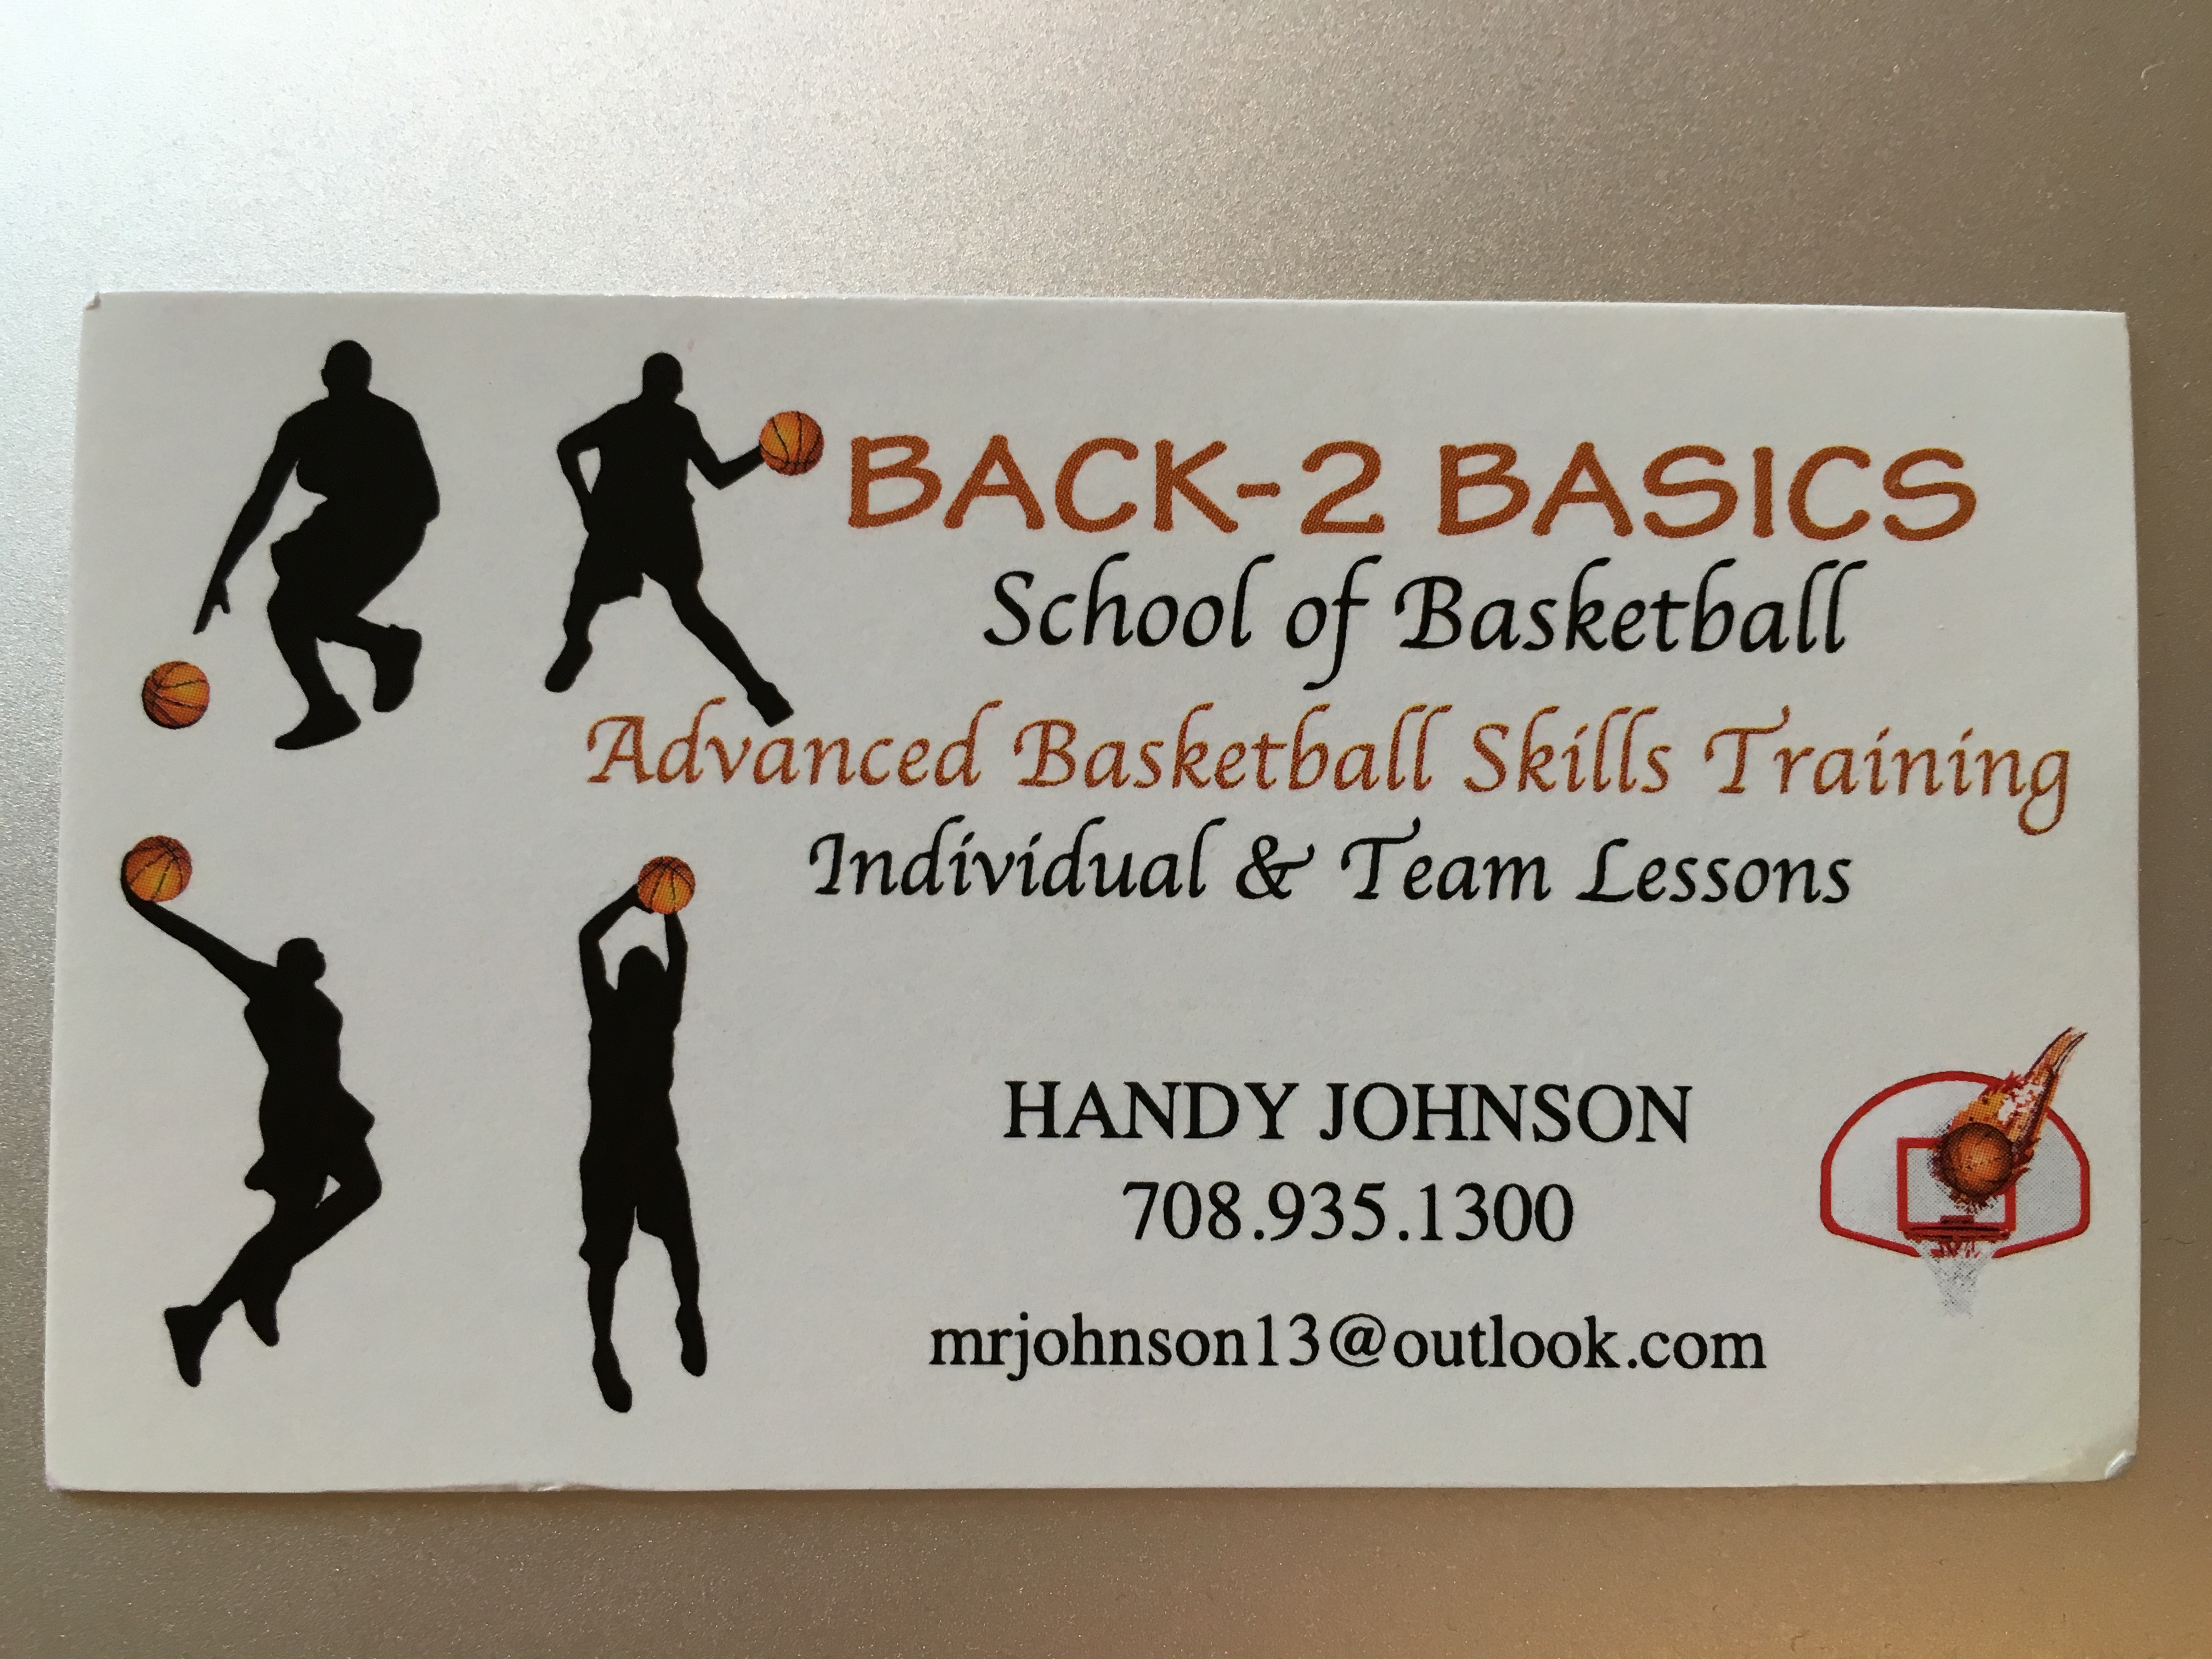 BACK-2 BASICS
School of Basketball
Advanced Basketball Skills Training
Individual & Team Lessons
HANDY JOHNSON
708.935.1300
mrjohnson13@outlook.com